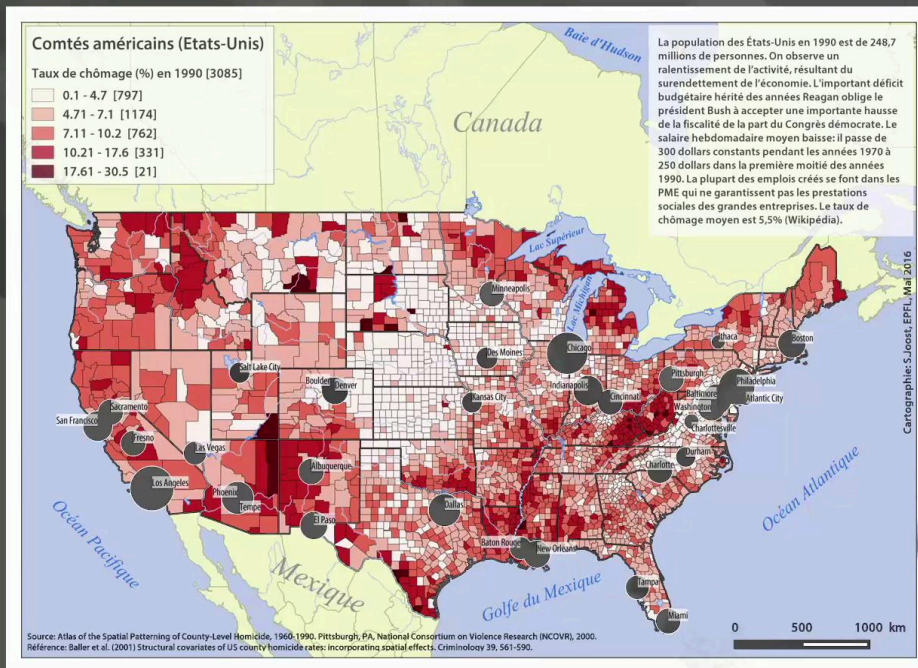 Comtés américains (Etats-Unis)
Taux de chômage (%) en 1990 [3085]
0.1 - 4.7 [797]
4.71 - 7.1 [1174]
7.11 - 10.2 [762]
10.21 - 17.6 [331]
17.61 - 30.5 [21]
La population des États-Unis en 1990 est de 248,7
millions de personnes. On observe un
ralentissement de l'activité, résultant du
surendettement de l'économie. L'important déficit
budgétaire hérité des années Reagan oblige le
président Bush à accepter une importante hausse
de la fiscalité de la part du Congrès démocrate. Le
salaire hebdomadaire moyen baisse: il passe de
300 dollars constants pendant les années 1970 à
250 dollars dans la première moitié des années
1990. La plupart des emplois créés se font dans les
PME qui ne garantissent pas les prestations
sociales des grandes entreprises. Le taux de
chômage moyen est 5,5% (Wikipédia).
Baie d'Hudson
Canada
Lac Supérieur
Lac Michigan
Minneapolis
Ithaca
Boston
Chicago
Des Moines
Salt Lake City
Pittsburgh
Boulder
Denver
Indianapolis
Philadelphia
Baltimore
Kansas City
Cincinnati
Atlantic City
Washington
Sacramento
San Francisco
Charlottesville
Fresno
Las Vegas
Durham
Albuquerque
Charlotte
Los Angeles
Phoenix
Tempe
Dallas
El Paso
Baton Rouge
New Orleans
Tampa
Miami
Océan Pacifique
Mexique
Golfe du Mexique
Océan Atlantique
Cartographie: S.Joost, EPFL, Mai 2016
0 500 1000 km
Source: Atlas of the Spatial Patterning of County-Level Homicide, 1960-1990. Pittsburgh, PA, National Consortium on Violence Research (NCOVR), 2000.
Référence: Baller et al. (2001) Structural covariates of US county homicide rates: incorporating spatial effects. Criminology 39, 561-590.